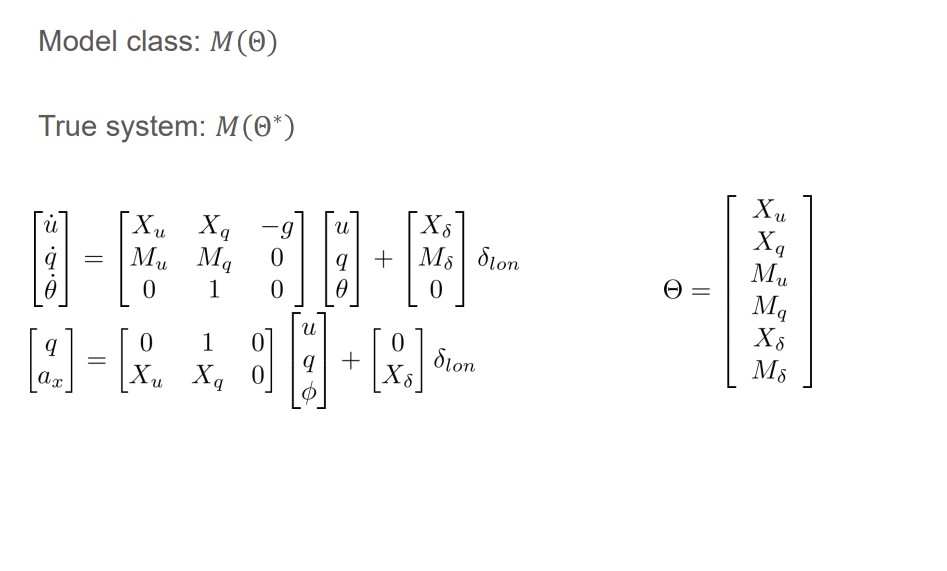 Model class: M(Θ)
True system: M(Θ*)
[u̇ q̇ θ̇] = [X_u X_q −g; M_u M_q 0; 0 1 0] [u q θ] + [X_δ M_δ 0] δ_lon
Θ = [X_u X_q M_u M_q X_δ M_δ]
[q a_x] = [0 1 0; X_u X_q 0] [u q ϕ] + [0 X_δ] δ_lon